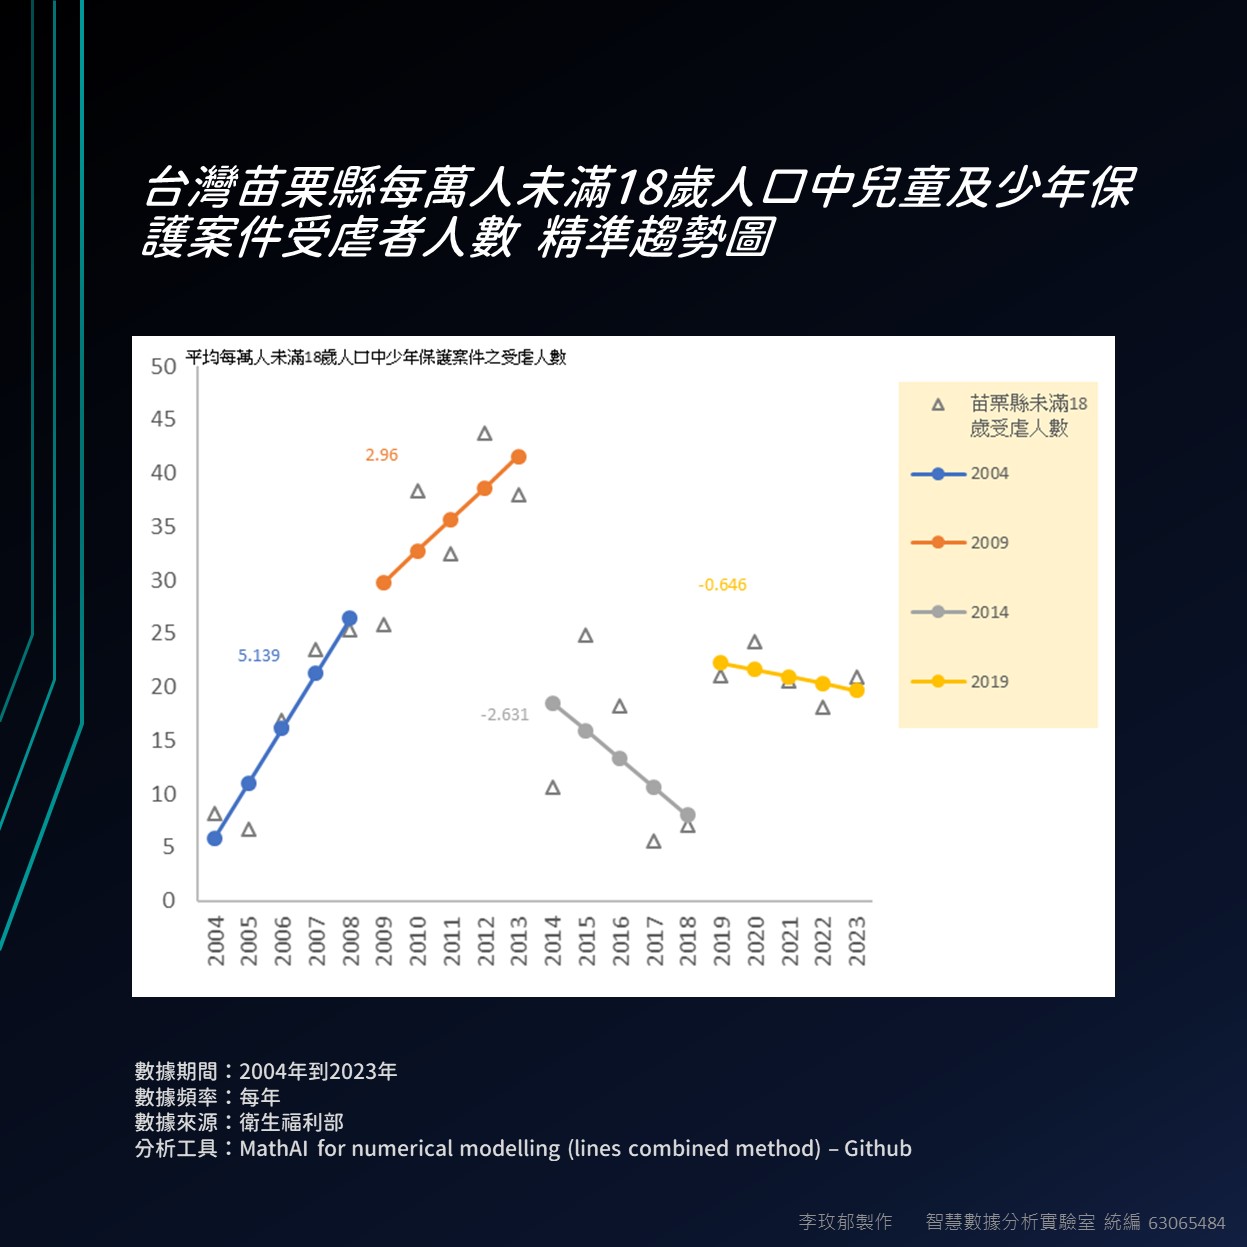 台灣苗栗縣每萬人未滿18歲人口中兒童及少年保
護案件受虐者人數 精準趨勢圖
平均每萬人未滿18歲人口中少年保護案件之受虐人數
50
45
40
35
30
25
20
15
10
5
0
2.96
5.139
-2.631
-0.646
苗栗縣未滿18
歲受虐人數
2004
2009
2014
2019
2004 2005 2006 2007 2008 2009 2010 2011 2012 2013 2014 2015 2016 2017 2018 2019 2020 2021 2022 2023
數據期間：2004年到2023年
數據頻率：每年
數據來源：衛生福利部
分析工具：MathAI for numerical modelling (lines combined method) – Github
李玫郁製作 智慧數據分析實驗室 統編 63065484